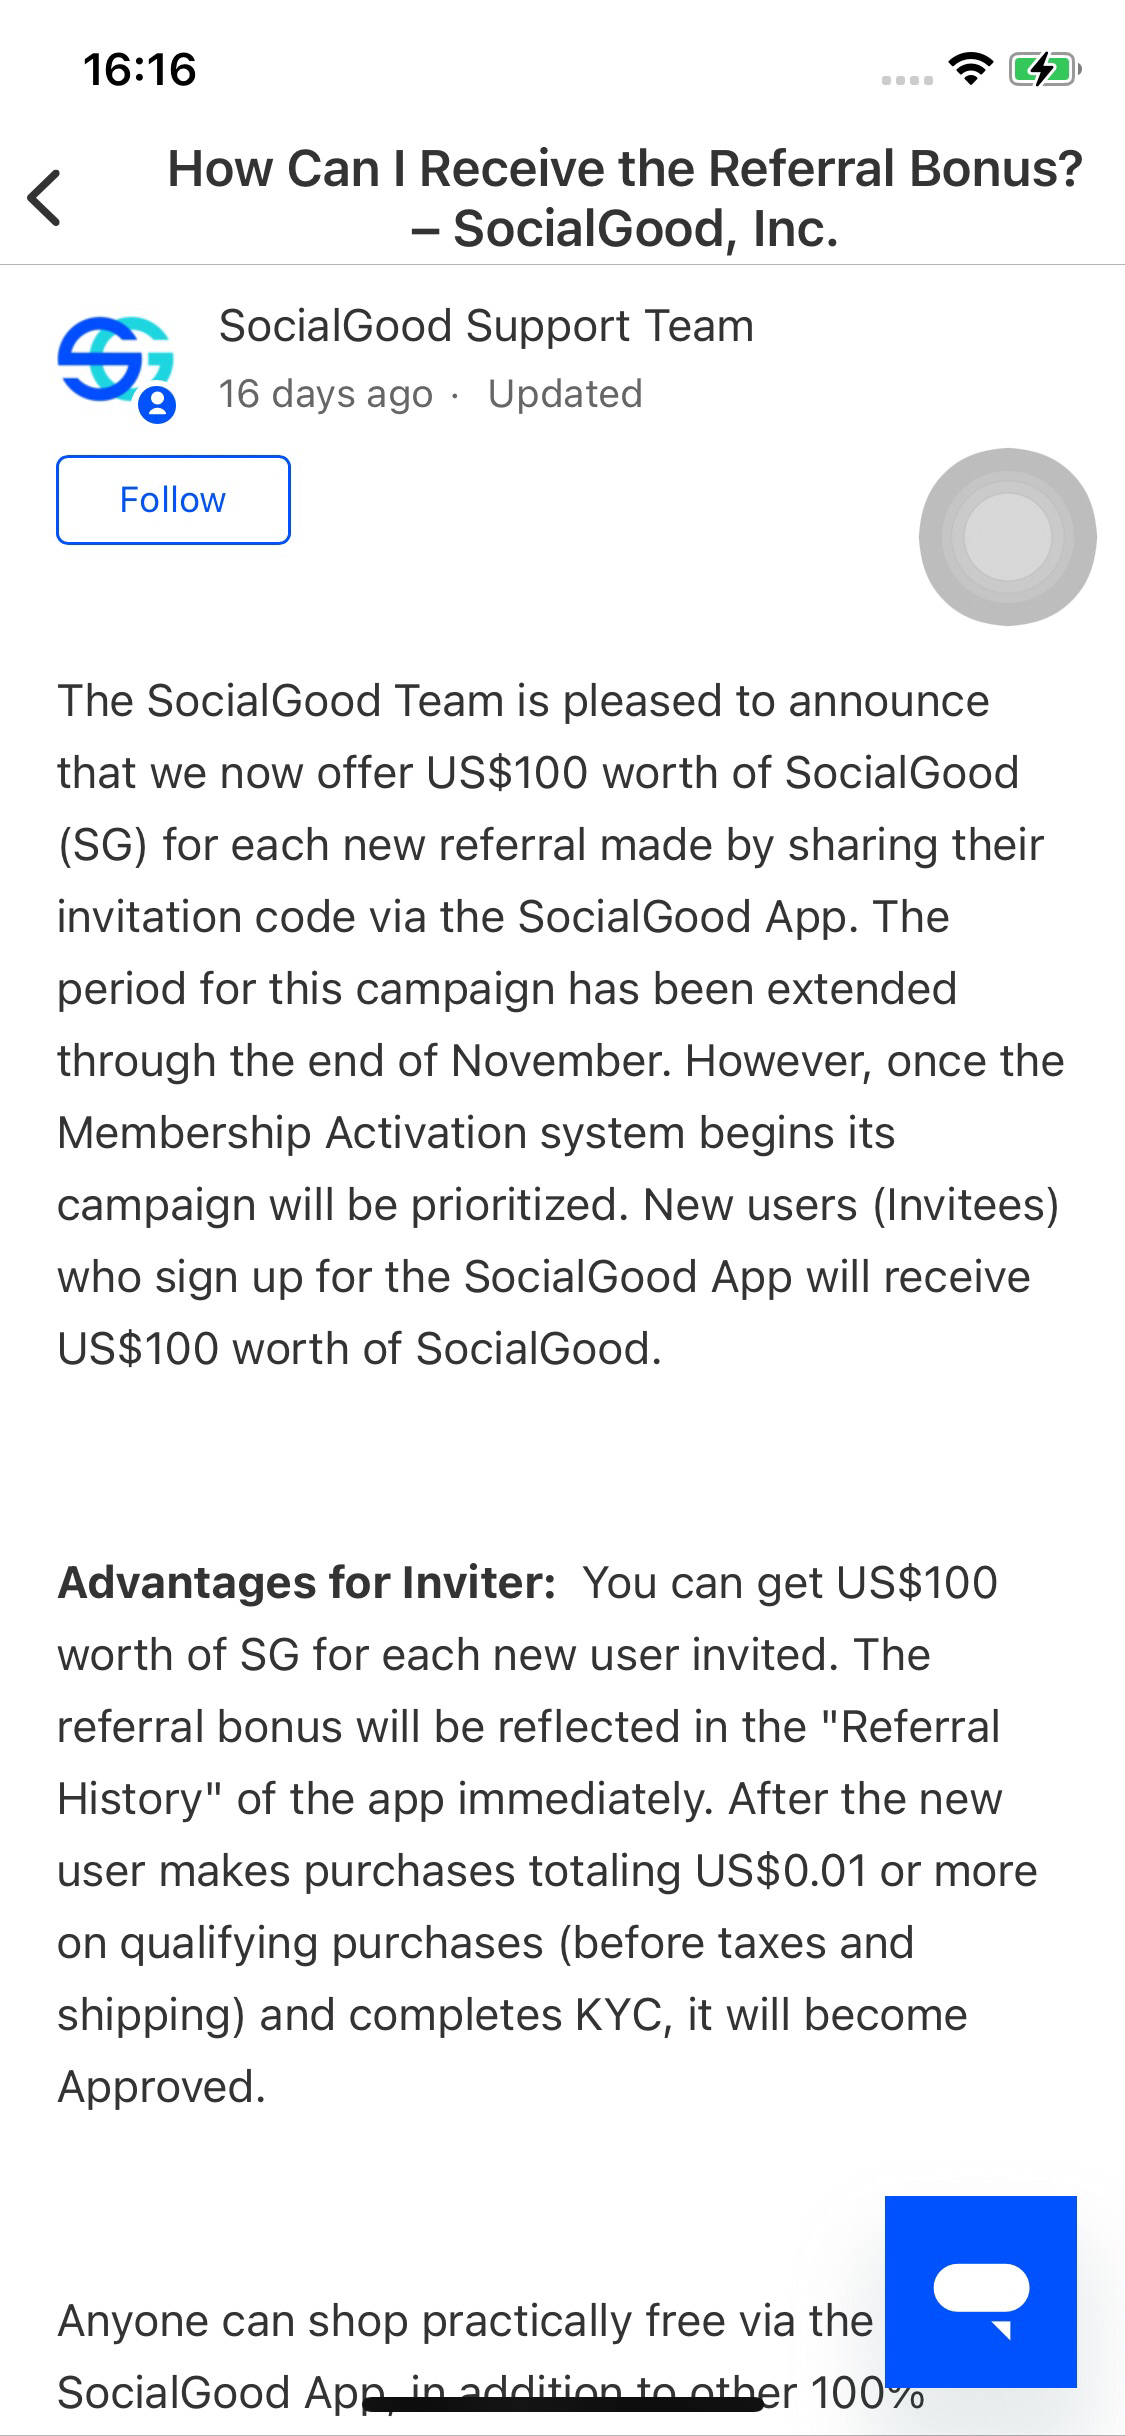 16:16
How Can I Receive the Referral Bonus?
– SocialGood, Inc.
SocialGood Support Team
16 days ago · Updated
Follow
The SocialGood Team is pleased to announce
that we now offer US$100 worth of SocialGood
(SG) for each new referral made by sharing their
invitation code via the SocialGood App. The
period for this campaign has been extended
through the end of November. However, once the
Membership Activation system begins its
campaign will be prioritized. New users (Invitees)
who sign up for the SocialGood App will receive
US$100 worth of SocialGood.
Advantages for Inviter: You can get US$100
worth of SG for each new user invited. The
referral bonus will be reflected in the "Referral
History" of the app immediately. After the new
user makes purchases totaling US$0.01 or more
on qualifying purchases (before taxes and
shipping) and completes KYC, it will become
Approved.
Anyone can shop practically free via the
SocialGood App, in addition to other 100%